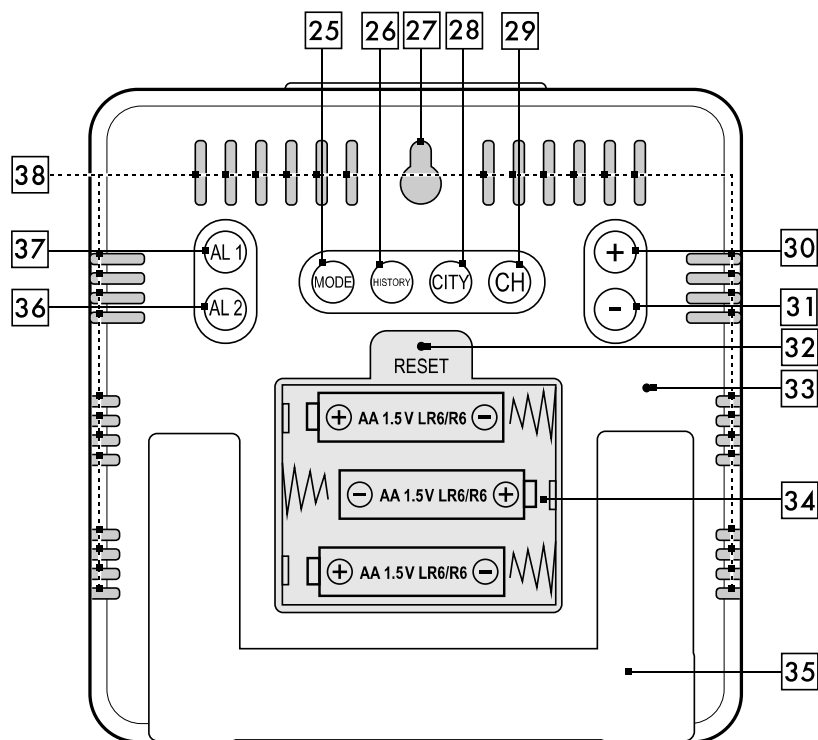 25 26 27 28 29
38
37 AL 1 + 30
MODE HISTORY CITY CH
36 AL 2 - 31
32
RESET
33
+ AA 1.5V LR6/R6 -
- AA 1.5V LR6/R6 + 34
+ AA 1.5V LR6/R6 -
35